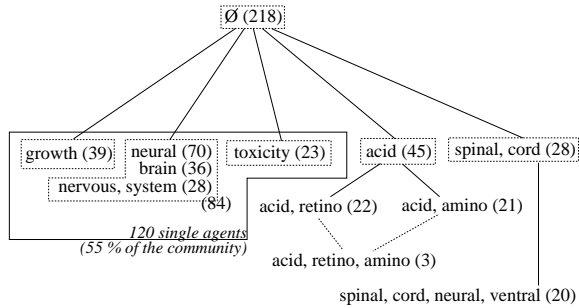 Ø (218)
growth (39)
neural (70)
toxicity (23)
acid (45)
spinal, cord (28)
brain (36)
nervous, system (28)
(84)
acid, retino (22)
acid, amino (21)
120 single agents
(55 % of the community)
acid, retino, amino (3)
spinal, cord, neural, ventral (20)